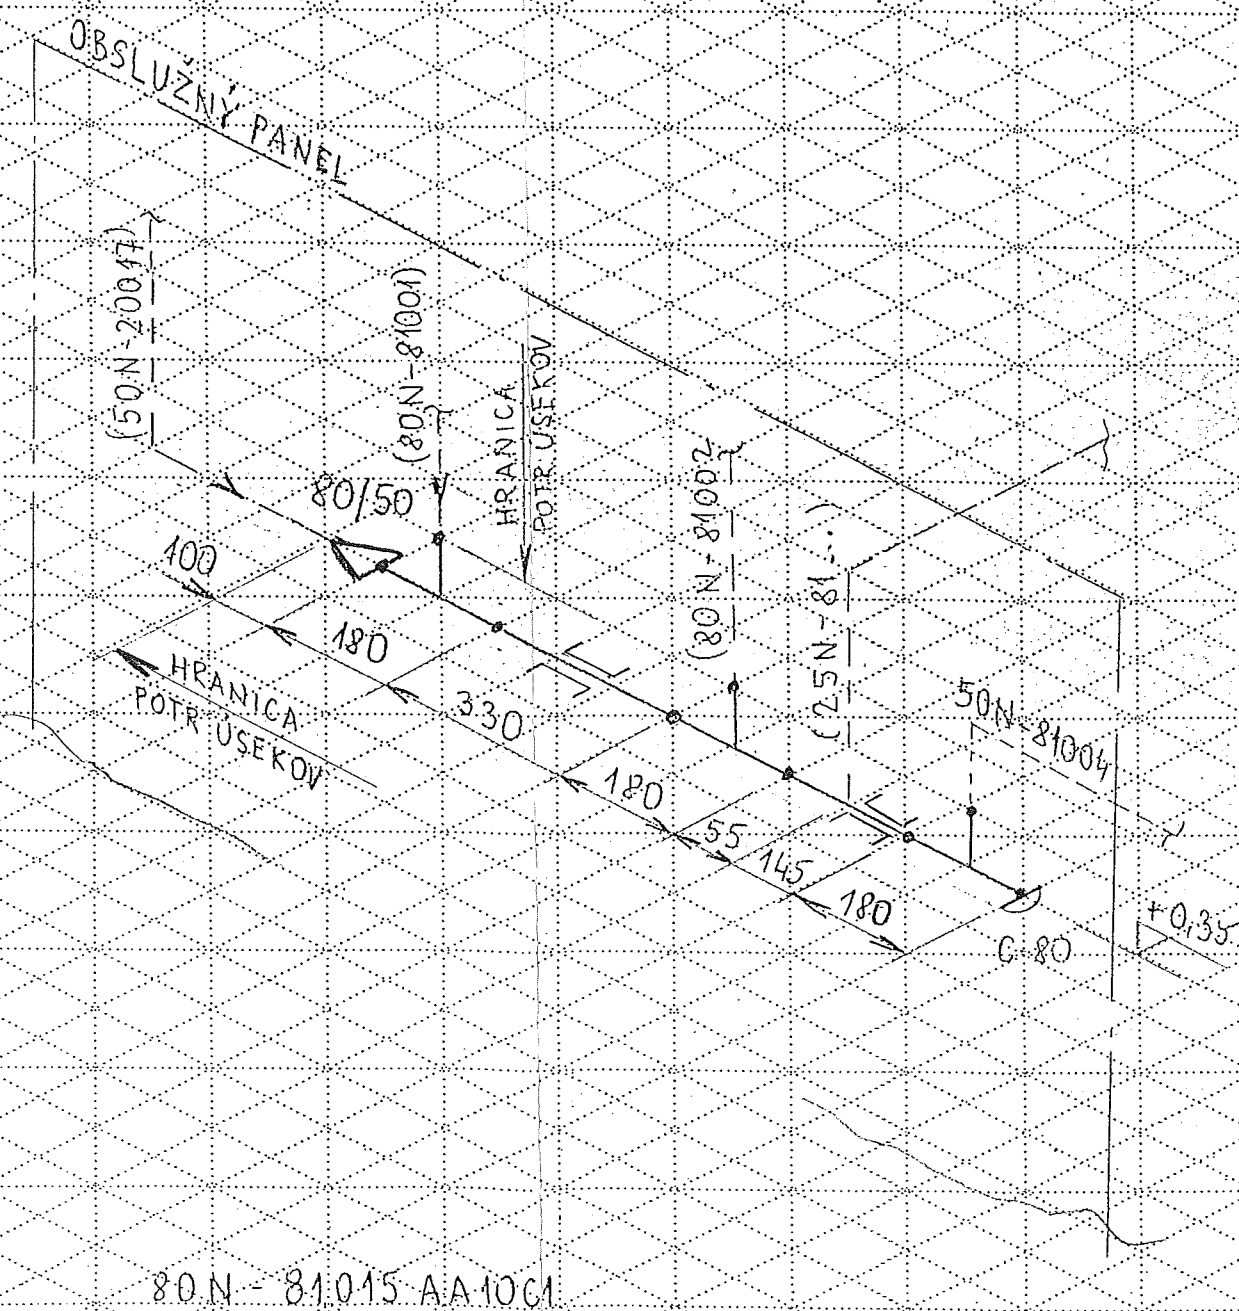 OBSLUŽNÝ PANEL
(50N-20017)
(80N-81001)
HRANICA
POTR ÚSEKOV
80/50
(80N-81002
(25N-81...)
50N-81004
100
180
HRANICA
POTR ÚSEKOV
330
180
55
145
180
C 80
+0,35
80N - 81015 AA10C1